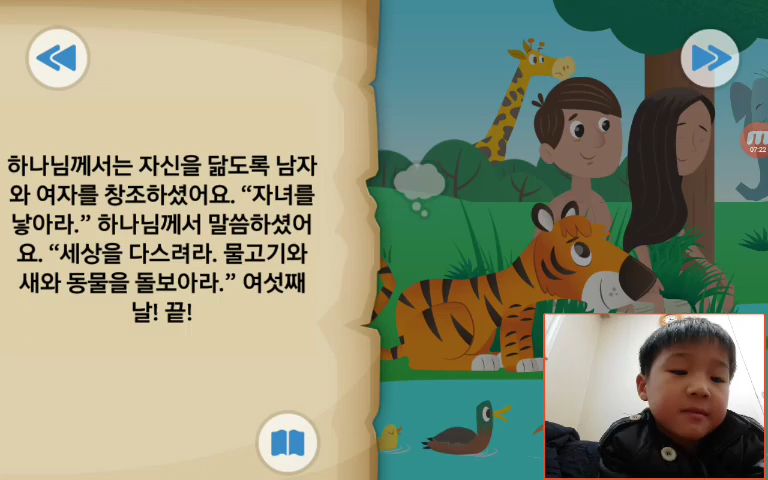 하나님께서는 자신을 닮도록 남자
와 여자를 창조하셨어요. “자녀를
낳아라.” 하나님께서 말씀하셨어
요. “세상을 다스려라. 물고기와
새와 동물을 돌보아라.” 여섯째
날! 끝!
07:22